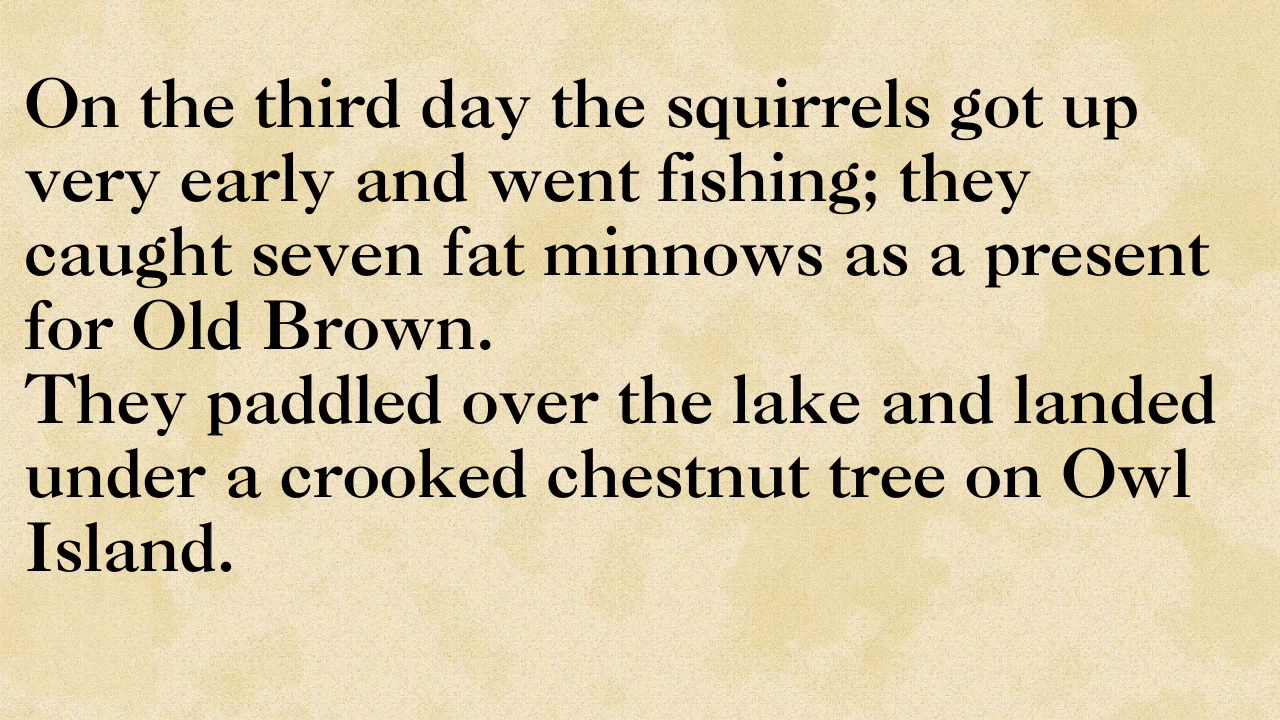 On the third day the squirrels got up
very early and went fishing; they
caught seven fat minnows as a present
for Old Brown.
They paddled over the lake and landed
under a crooked chestnut tree on Owl
Island.